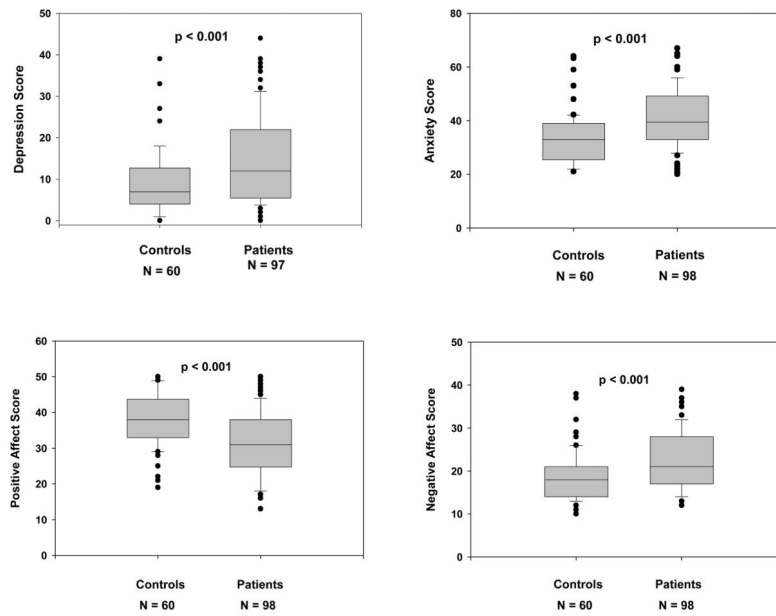 p < 0.001
Depression Score
50
40
30
20
10
0
Controls
Patients
N = 60
N = 97
p < 0.001
Anxiety Score
80
60
40
20
0
Controls
Patients
N = 60
N = 98
p < 0.001
Positive Affect Score
60
50
40
30
20
10
0
Controls
Patients
N = 60
N = 98
p < 0.001
Negative Affect Score
50
40
30
20
10
0
Controls
Patients
N = 60
N = 98